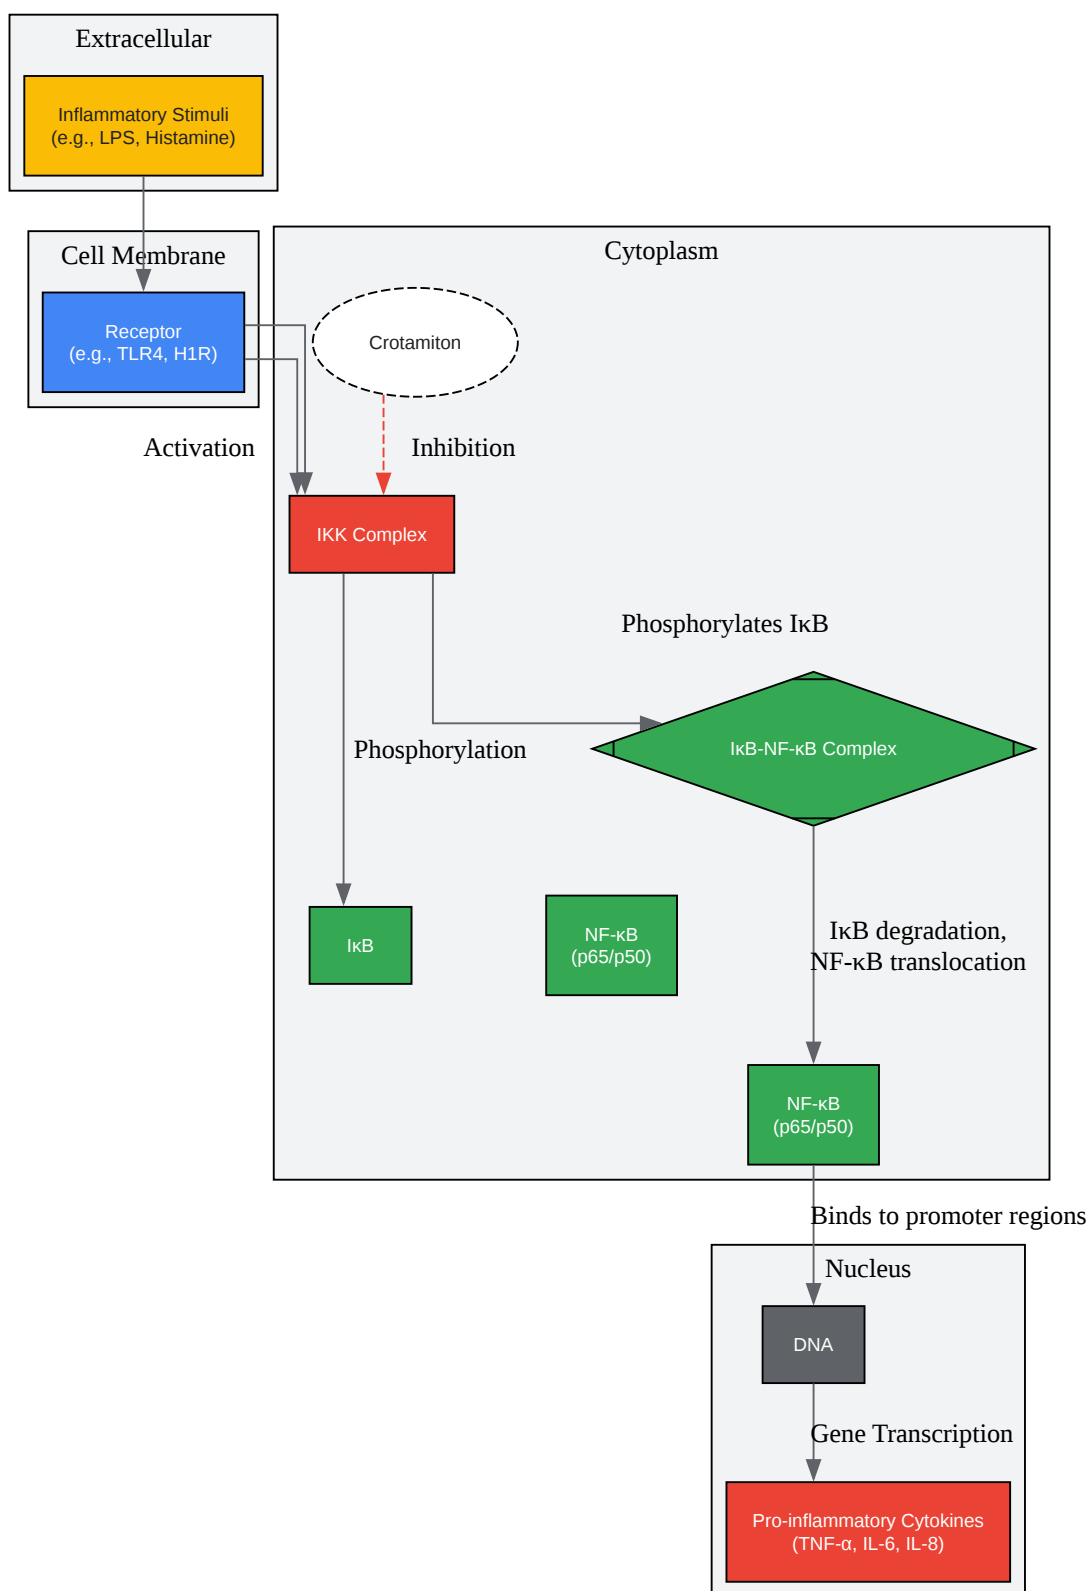 Extracellular
Inflammatory Stimuli
(e.g., LPS, Histamine)
Cell Membrane
Receptor
(e.g., TLR4, H1R)
Cytoplasm
Crotamiton
Activation
Inhibition
IKK Complex
Phosphorylates IκB
Phosphorylation
IκB-NF-κB Complex
IκB
NF-κB
(p65/p50)
IκB degradation,
NF-κB translocation
NF-κB
(p65/p50)
Binds to promoter regions
Nucleus
DNA
Gene Transcription
Pro-inflammatory Cytokines
(TNF-α, IL-6, IL-8)